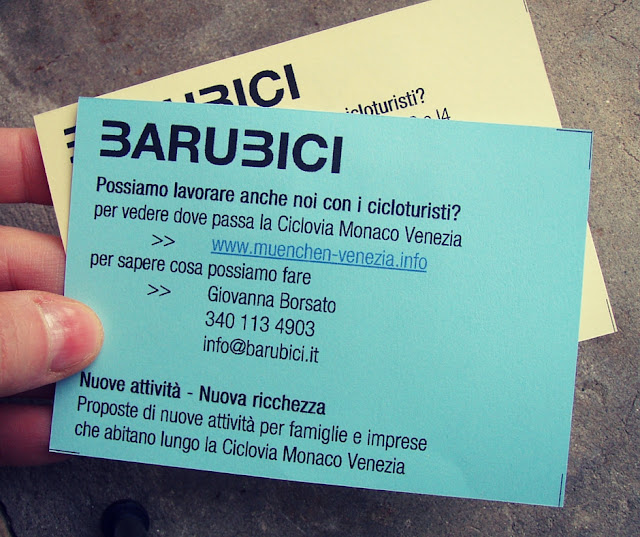 BARUBICI
cicloturisti?
BARUBICI
Possiamo lavorare anche noi con i cicloturisti?
per vedere dove passa la Ciclovia Monaco Venezia
>> www.muenchen-venezia.info
per sapere cosa possiamo fare
>> Giovanna Borsato
340 113 4903
info@barubici.it
Nuove attività - Nuova ricchezza
Proposte di nuove attività per famiglie e imprese
che abitano lungo la Ciclovia Monaco Venezia